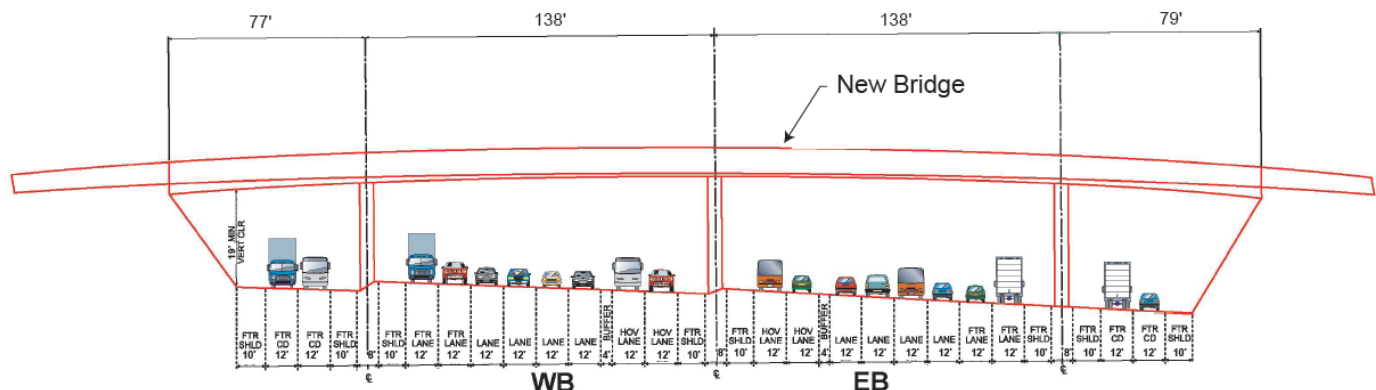 77'
138'
138'
79'
New Bridge
19' MIN
VERT CLR
FTR
SHLD
10'
FTR
CD
12'
FTR
CD
12'
FTR
SHLD
10'
8'
FTR
SHLD
10'
FTR
LANE
12'
FTR
LANE
12'
LANE
12'
LANE
12'
LANE
12'
LANE
12'
BUFFER
4'
HOV
LANE
12'
HOV
LANE
12'
FTR
SHLD
10'
8'
FTR
SHLD
10'
HOV
LANE
12'
HOV
LANE
12'
BUFFER
4'
LANE
12'
LANE
12'
LANE
12'
LANE
12'
FTR
LANE
12'
FTR
LANE
12'
FTR
SHLD
10'
8'
FTR
SHLD
10'
FTR
CD
12'
FTR
CD
12'
FTR
SHLD
10'
℄
WB
℄
EB
℄